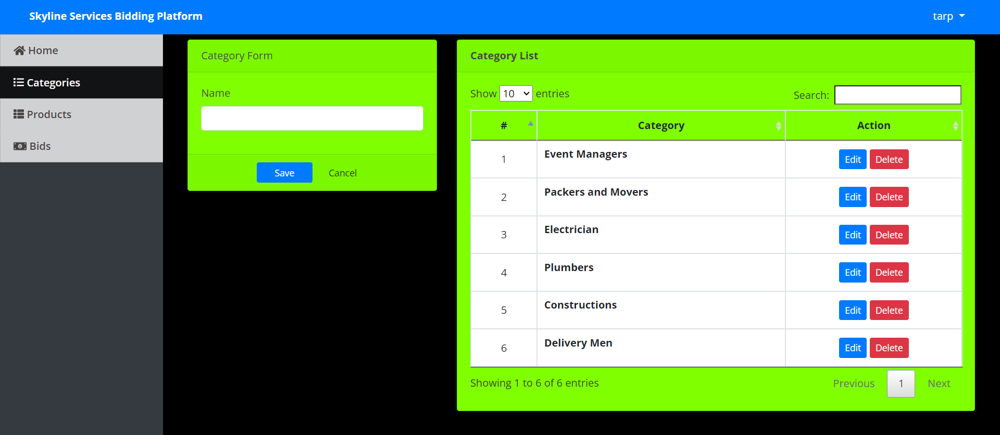 Skyline Services Bidding Platform
tarp
Home
Categories
Products
Bids
Category Form
Name
Save Cancel
Category List
Show 10 entries
Search:
# Category Action
1 Event Managers Edit Delete
2 Packers and Movers Edit Delete
3 Electrician Edit Delete
4 Plumbers Edit Delete
5 Constructions Edit Delete
6 Delivery Men Edit Delete
Showing 1 to 6 of 6 entries
Previous 1 Next